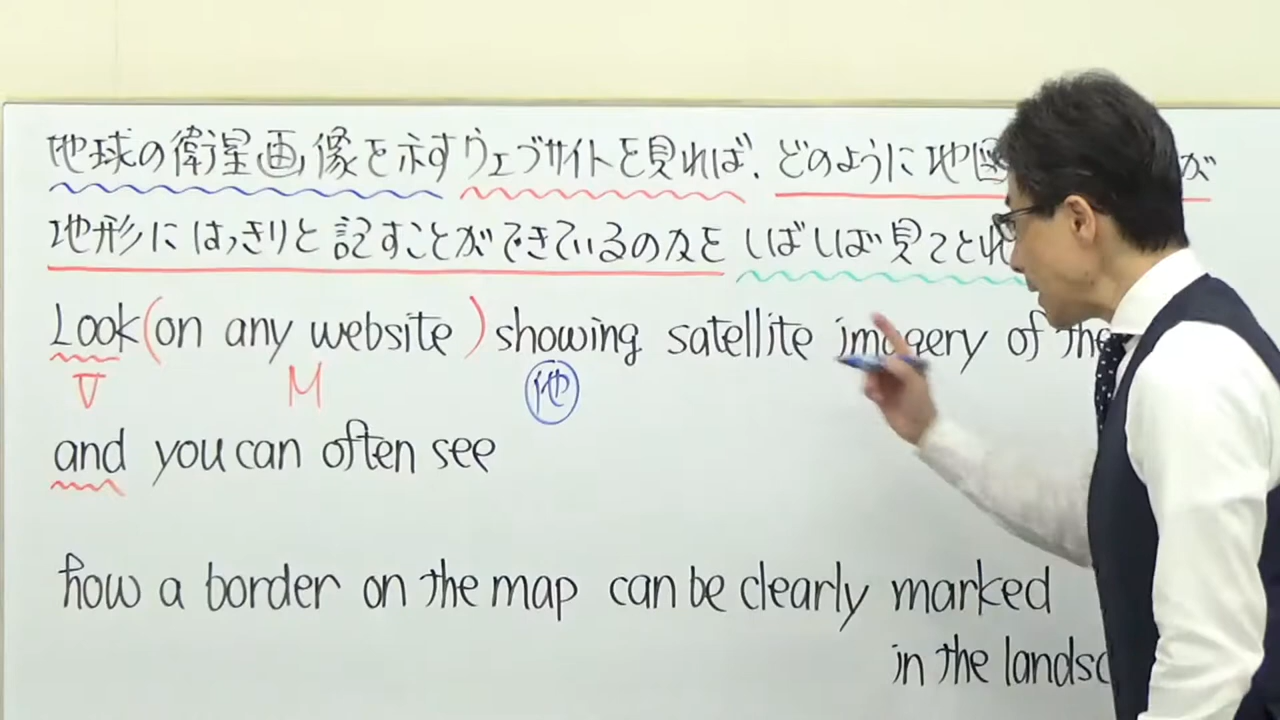 地球の衛星画像を示すウェブサイトを見れば、どのように地図 が
地形にはっきりと記すことができているのかを しばしば見てとれ
Look (on any website) showing satellite imagery of the
V M 他
and you can often see
how a border on the map can be clearly marked
in the